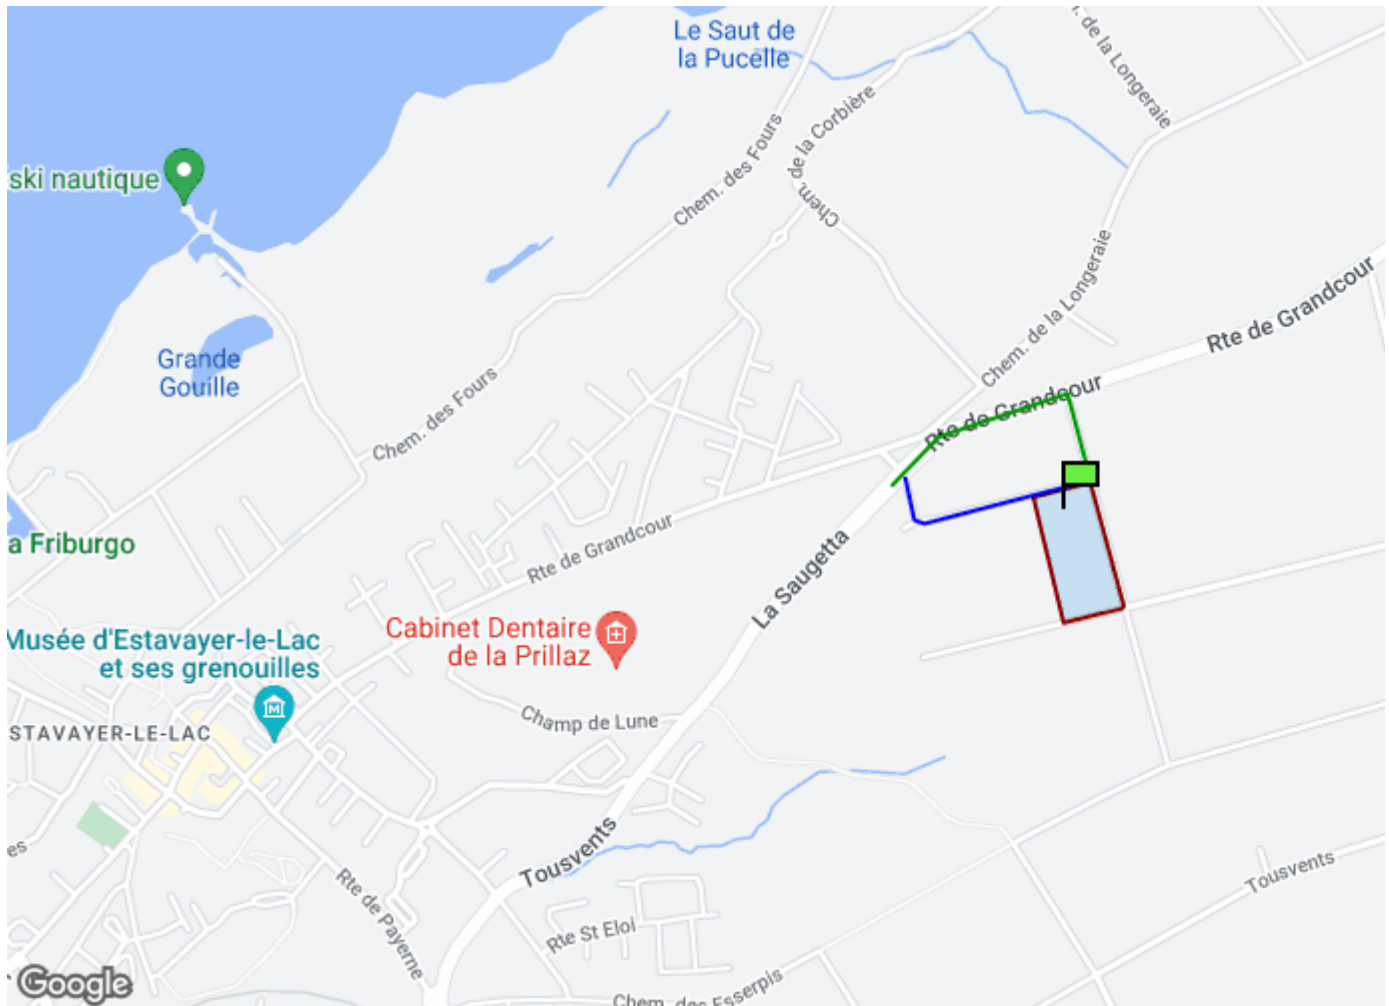 Le Saut de
la Pucelle
. de la Longeraie
Chem. de la Corbière
Chem. des Fours
ski nautique
Chem.
Chem. de la Longeraie
Rte de Grandcour
Grande
Gouille
Chem. des Fours
Rte de Grandcour
a Friburgo
Rte de Grandcour
La Saugetta
Cabinet Dentaire
de la Prillaz
Musée d'Estavayer-le-Lac
et ses grenouilles
Champ de Lune
STAVAYER-LE-LAC
Tousvents
es
Tousvents
Rte de Payerne
Rte St Eloi
Chem. des Esserpis
Google